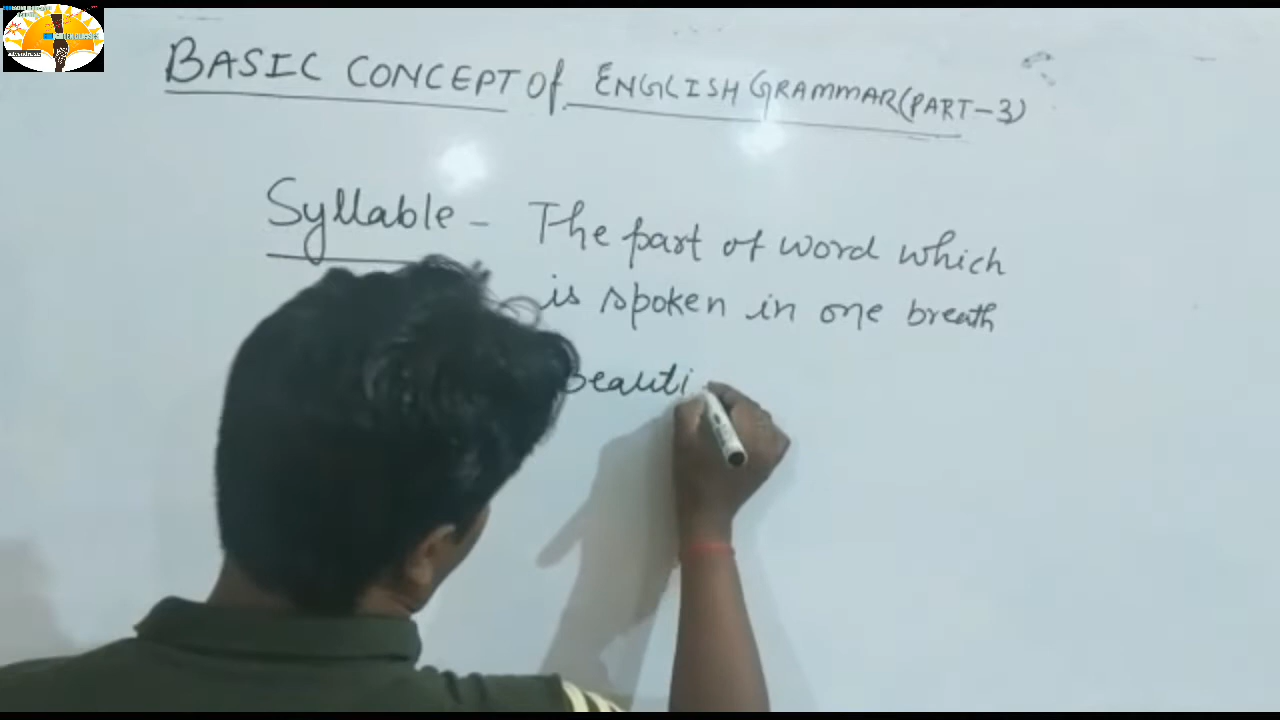 BASIC CONCEPT of ENGLISH GRAMMAR (PART-3)
Syllable - The part of word which
is spoken in one breath
Beauti